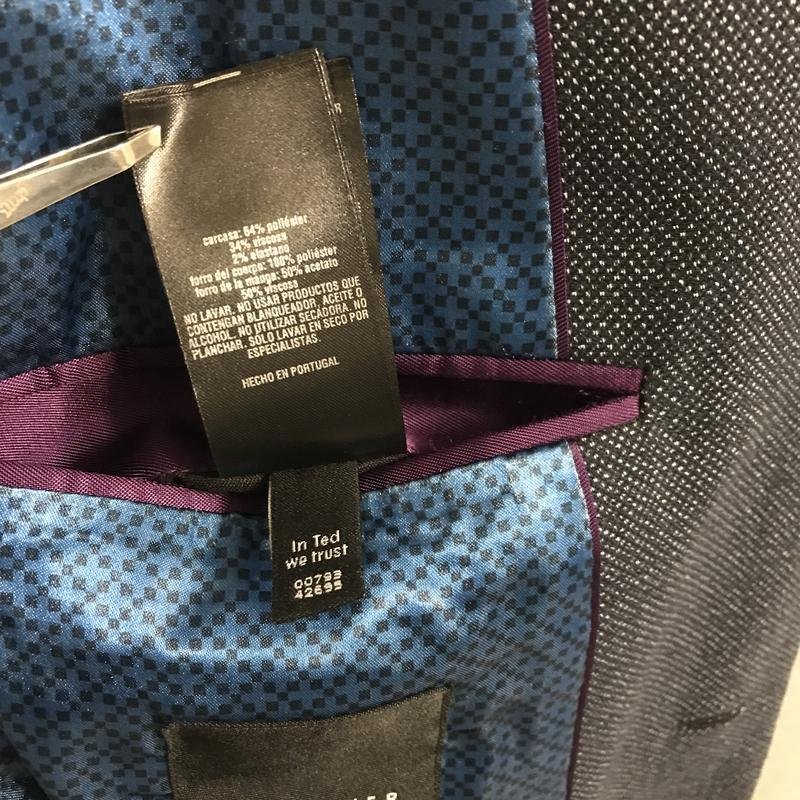 carcasa: 64% poliéster
34% viscosa
2% elastano
forro del cuerpo: 100% poliéster
forro de la manga: 50% acetato
50% viscosa
NO LAVAR. NO USAR PRODUCTOS QUE
CONTENGAN BLANQUEADOR, ACEITE O
ALCOHOL. NO UTILIZAR SECADORA. NO
PLANCHAR. SOLO LAVAR EN SECO POR
ESPECIALISTAS.
HECHO EN PORTUGAL
In Ted
we trust
00793
42695